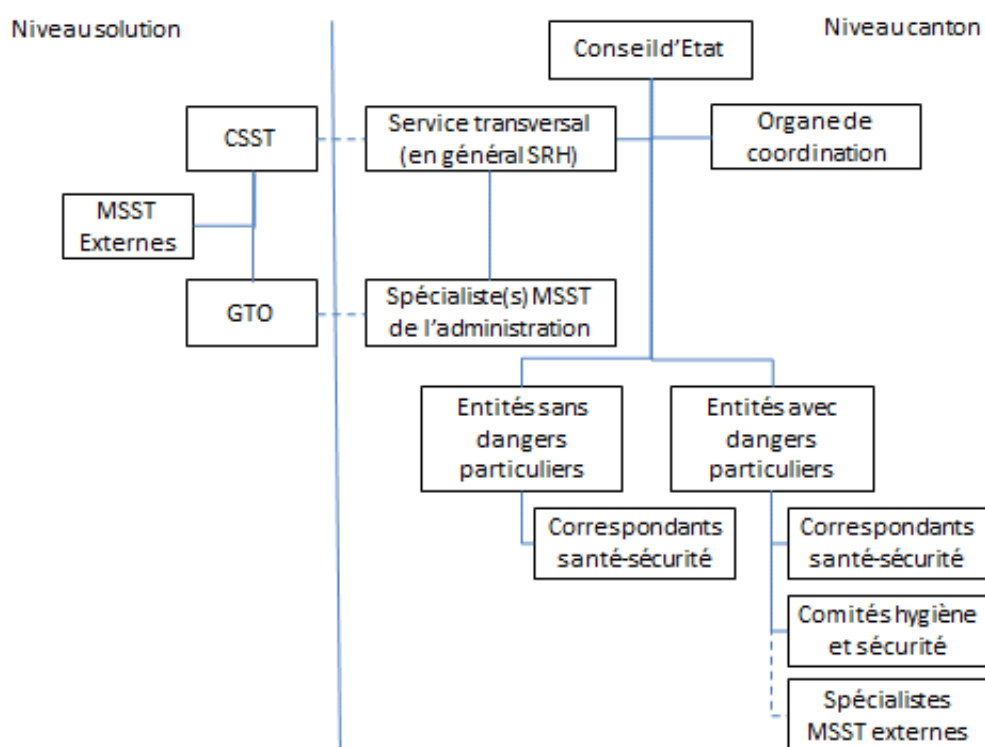 Niveau solution
Niveau canton
Conseil d'Etat
CSST
Service transversal
(en général SRH)
Organe de
coordination
MSST
Externes
GTO
Spécialiste(s) MSST
de l'administration
Entités sans
dangers
particuliers
Entités avec
dangers
particuliers
Correspondants
santé-sécurité
Correspondants
santé-sécurité
Comités hygiène
et sécurité
Spécialistes
MSST externes